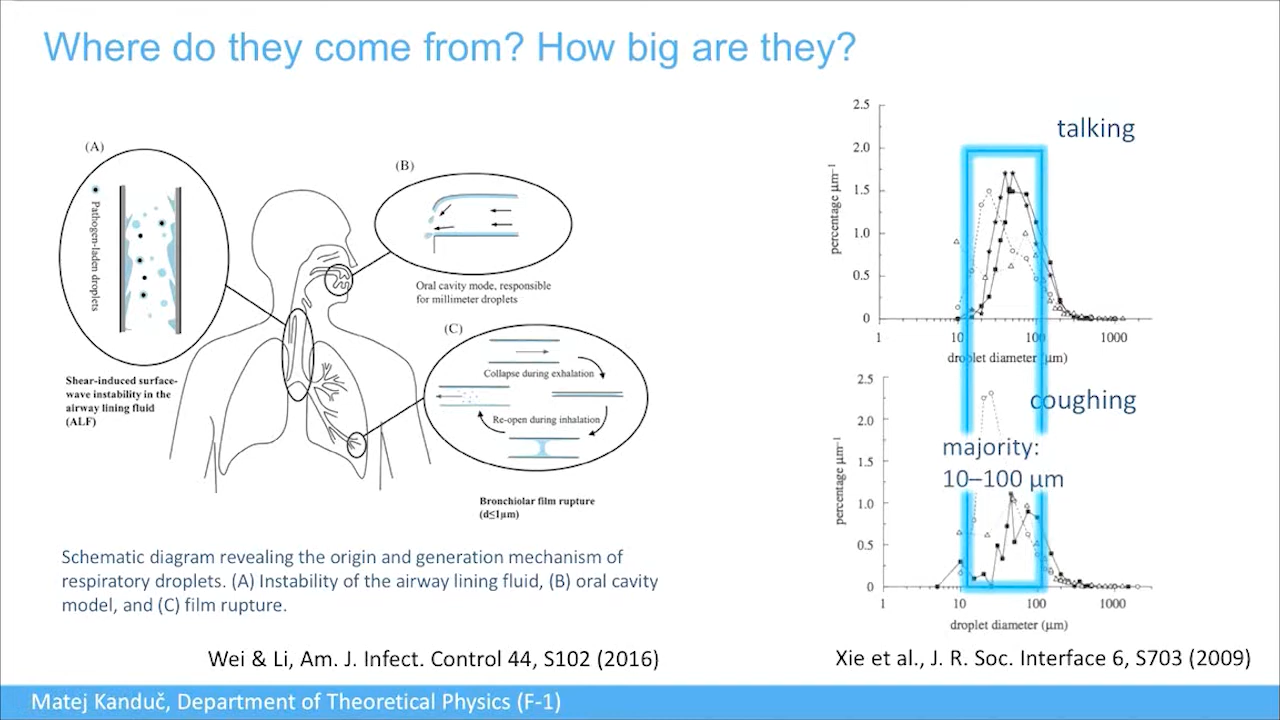 Where do they come from? How big are they?
(A)
Pathogen-laden droplets
Shear-induced surface-
wave instability in the
airway lining fluid
(ALF)
(B)
Oral cavity mode, responsible
for millimeter droplets
(C)
Collapse during exhalation
Re-open during inhalation
Bronchiolar film rupture
(d≤1μm)
Schematic diagram revealing the origin and generation mechanism of
respiratory droplets. (A) Instability of the airway lining fluid, (B) oral cavity
model, and (C) film rupture.
Wei & Li, Am. J. Infect. Control 44, S102 (2016)
talking
percentage μm⁻¹
2.5
2.0
1.5
1.0
0.5
0
1
10
100
1000
droplet diameter (μm)
coughing
majority:
10–100 μm
percentage μm⁻¹
2.5
2.0
1.5
1.0
0.5
0
1
10
100
1000
droplet diameter (μm)
Xie et al., J. R. Soc. Interface 6, S703 (2009)
Matej Kanduč, Department of Theoretical Physics (F-1)